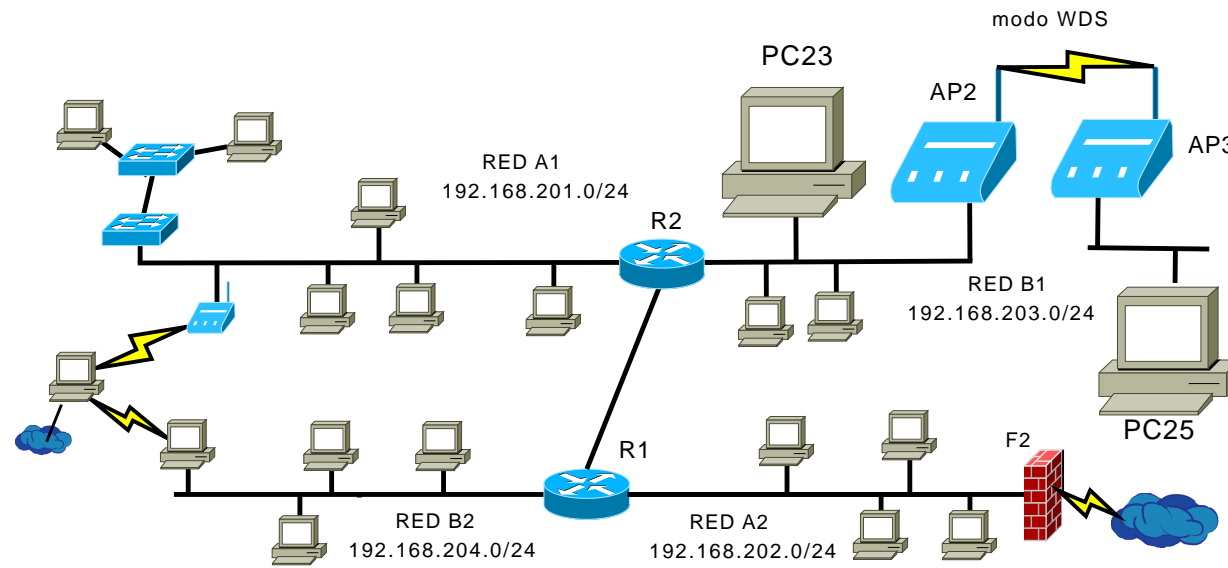 modo WDS
PC23
AP2
AP3
RED A1
192.168.201.0/24
R2
RED B1
192.168.203.0/24
PC25
F2
R1
RED B2
192.168.204.0/24
RED A2
192.168.202.0/24